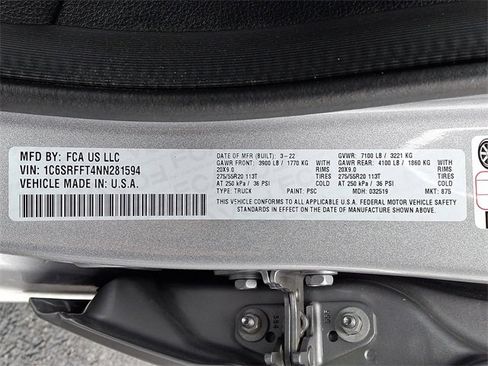 MFD BY: FCA US LLC
VIN: 1C6SRFFT4NN281594
VEHICLE MADE IN U.S.A.
DATE OF MFR (BUILT): 3-22 GVWR: 7100 LB / 3221 KG
GAWR FRONT: 3900 LB / 1770 KG GAWR REAR: 4100 LB / 1860 KG
20X9.0 RIMS 20X9.0 RIMS
275/55R20 113T TIRES 275/55R20 113T TIRES
AT 250 kPa / 36 PSI AT 250 kPa / 36 PSI
TYPE: TRUCK PAINT: PSC MDH: 032519 MKT: 875
THIS VEHICLE CONFORMS TO ALL APPLICABLE U.S.A. FEDERAL MOTOR VEHICLE SAFETY
STANDARDS IN EFFECT ON THE DATE OF MANUFACTURE SHOWN ABOVE.